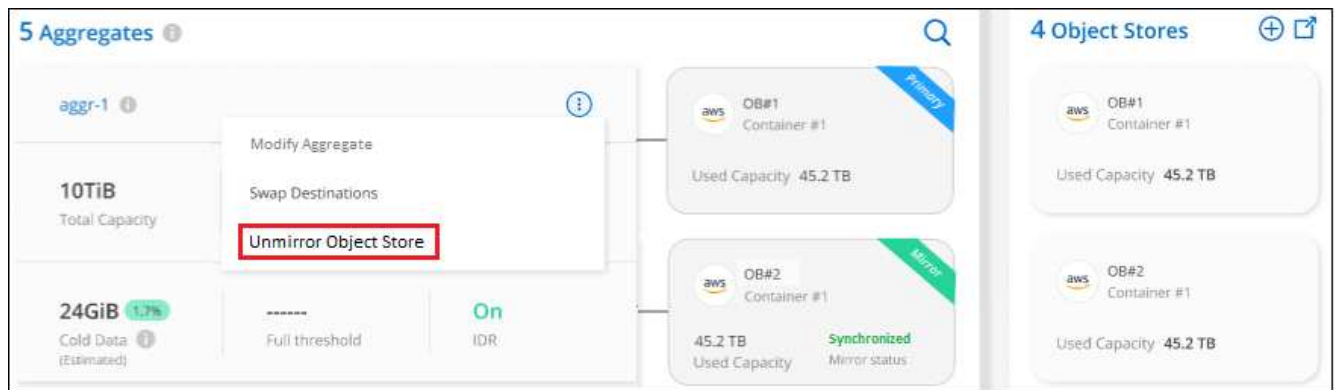 5 Aggregates
4 Object Stores
aggr-1
Modify Aggregate
Swap Destinations
Unmirror Object Store
10TiB
Total Capacity
24GiB 1.7%
Cold Data
(Estimated)
------
Full threshold
On
IDR
Primary
aws
OB#1
Container #1
Used Capacity 45.2 TB
Mirror
aws
OB#2
Container #1
45.2 TB
Used Capacity
Synchronized
Mirror status
aws
OB#1
Container #1
Used Capacity 45.2 TB
aws
OB#2
Container #1
Used Capacity 45.2 TB